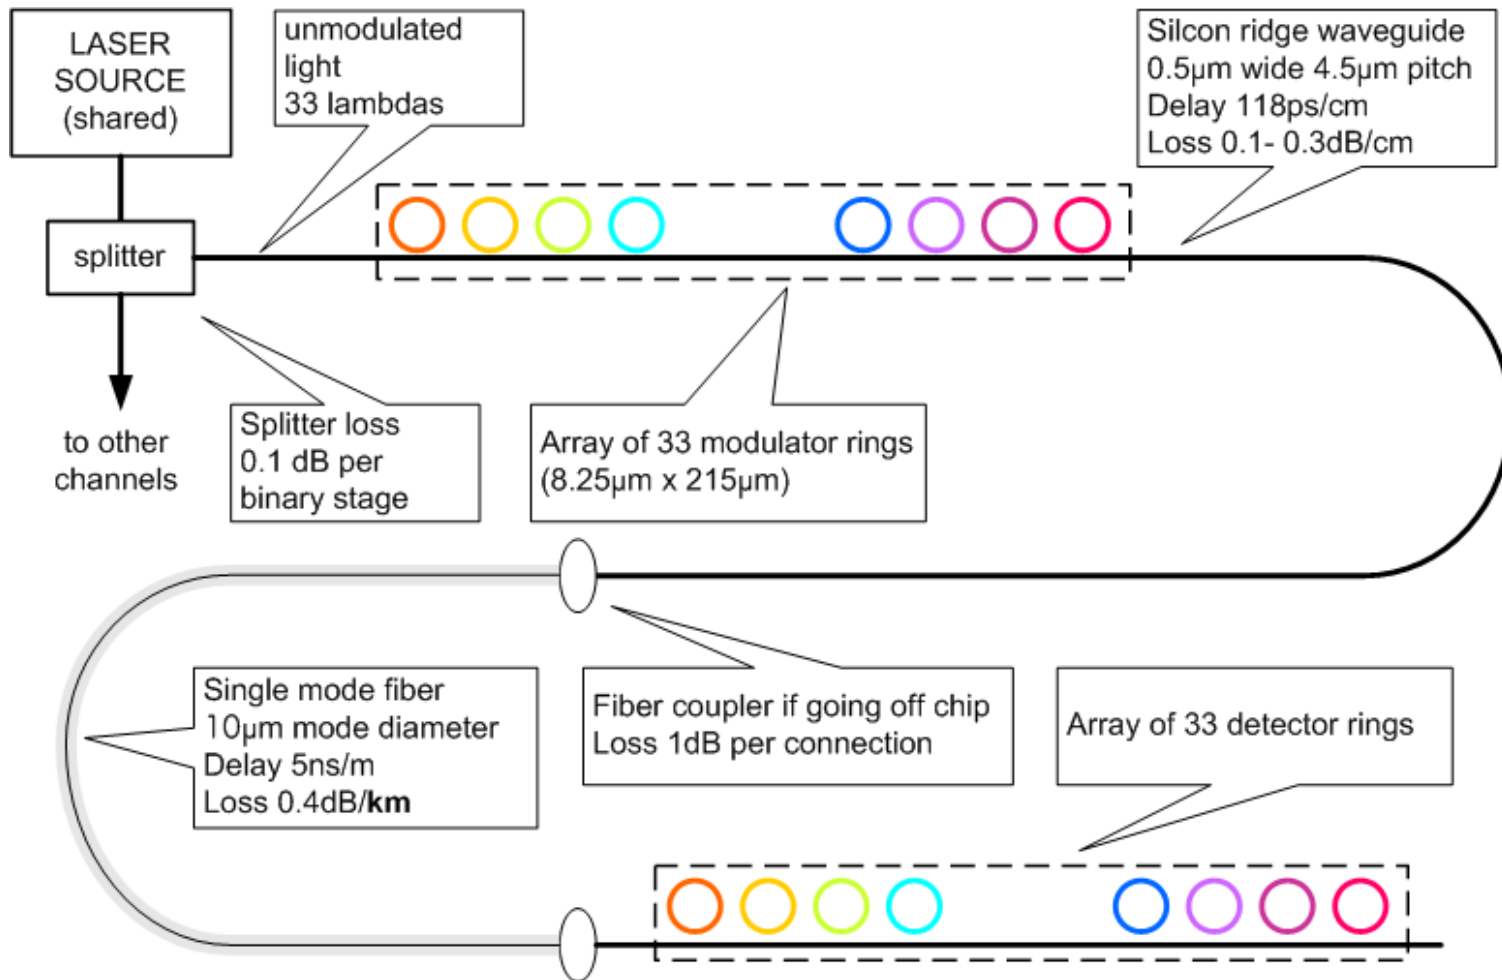 LASER
SOURCE
(shared)
unmodulated
light
33 lambdas
Silcon ridge waveguide
0.5µm wide 4.5µm pitch
Delay 118ps/cm
Loss 0.1- 0.3dB/cm
splitter
to other
channels
Splitter loss
0.1 dB per
binary stage
Array of 33 modulator rings
(8.25µm x 215µm)
Single mode fiber
10µm mode diameter
Delay 5ns/m
Loss 0.4dB/km
Fiber coupler if going off chip
Loss 1dB per connection
Array of 33 detector rings